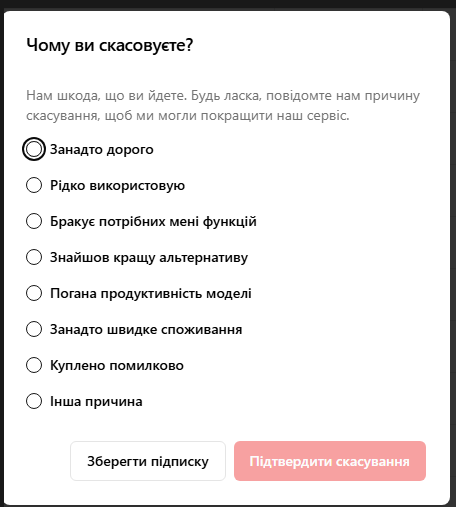 Чому ви скасовуєте?
Нам шкода, що ви йдете. Будь ласка, повідомте нам причину
скасування, щоб ми могли покращити наш сервіс.
Занадто дорого
Рідко використовую
Бракує потрібних мені функцій
Знайшов кращу альтернативу
Погана продуктивність моделі
Занадто швидке споживання
Куплено помилково
Інша причина
Зберегти підписку
Підтвердити скасування